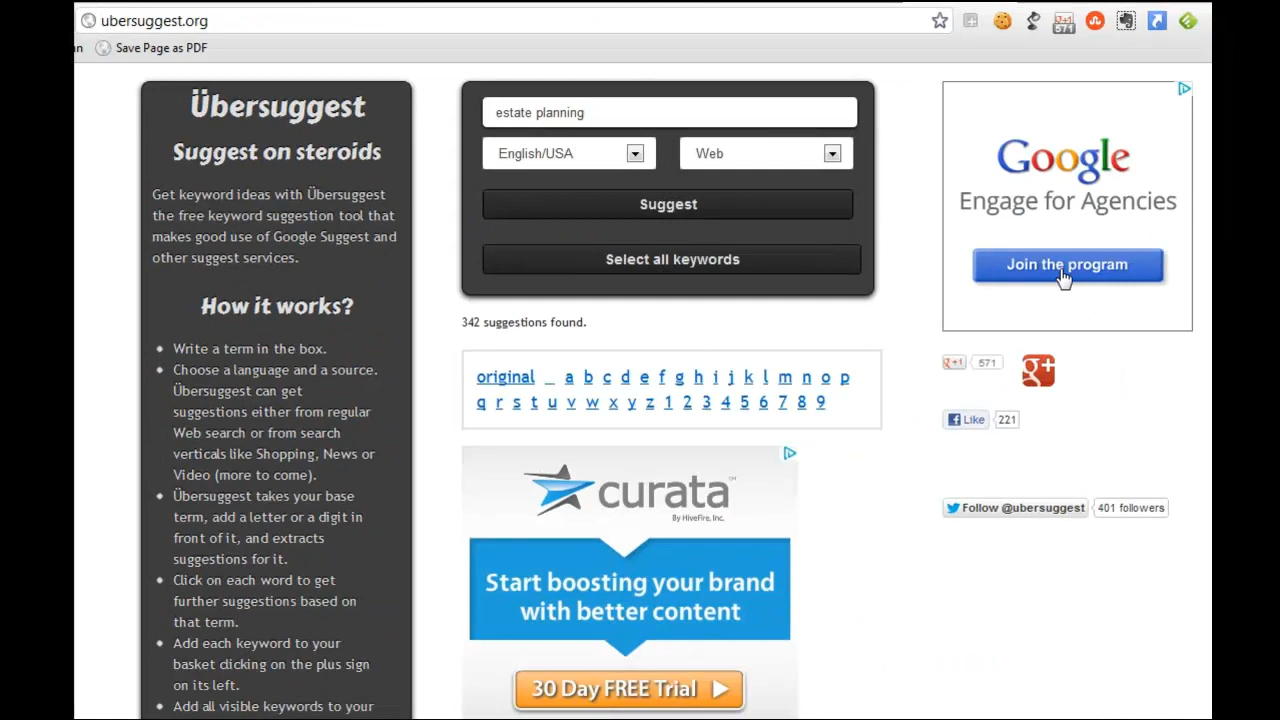 ubersuggest.org
571
un
Save Page as PDF
Übersuggest
Suggest on steroids
Get keyword ideas with Übersuggest
the free keyword suggestion tool that
makes good use of Google Suggest and
other suggest services.
How it works?
Write a term in the box.
Choose a language and a source.
Übersuggest can get
suggestions either from regular
Web search or from search
verticals like Shopping, News or
Video (more to come).
Übersuggest takes your base
term, add a letter or a digit in
front of it, and extracts
suggestions for it.
Click on each word to get
further suggestions based on
that term.
Add each keyword to your
basket clicking on the plus sign
on its left.
Add all visible keywords to your
estate planning
English/USA
Web
Suggest
Select all keywords
342 suggestions found.
original _ a b c d e f g h i j k l m n o p
q r s t u v w x y z 1 2 3 4 5 6 7 8 9
curata™
By HiveFire, Inc.
Start boosting your brand
with better content
30 Day FREE Trial
Google
Engage for Agencies
Join the program
g +1 571
g+
Like 221
Follow @ubersuggest 401 followers